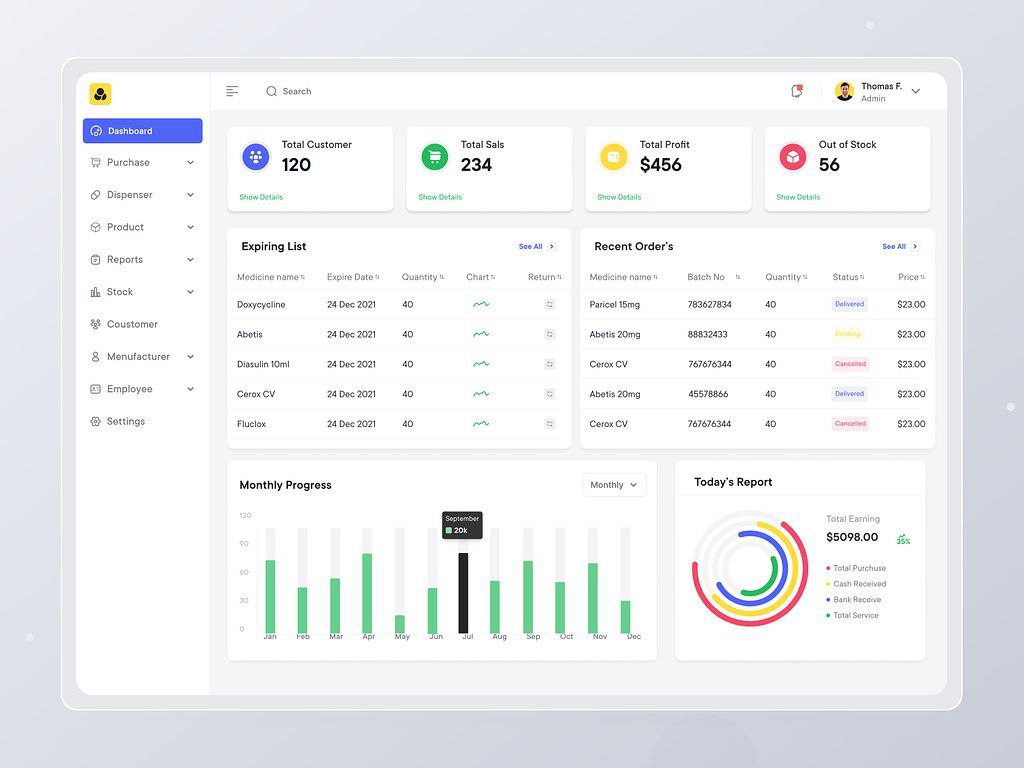 Search
Thomas F.
Admin
Dashboard
Purchase
Dispenser
Product
Reports
Stock
Coustomer
Menufacturer
Employee
Settings
Total Customer
120
Show Details
Total Sals
234
Show Details
Total Profit
$456
Show Details
Out of Stock
56
Show Details
Expiring List
See All
Medicine name Expire Date Quantity Chart Return
Doxycycline 24 Dec 2021 40
Abetis 24 Dec 2021 40
Diasulin 10ml 24 Dec 2021 40
Cerox CV 24 Dec 2021 40
Fluclox 24 Dec 2021 40
Recent Order's
See All
Medicine name Batch No Quantity Status Price
Paricel 15mg 783627834 40 Delivered $23.00
Abetis 20mg 88832433 40 Pending $23.00
Cerox CV 767676344 40 Cancelled $23.00
Abetis 20mg 45578866 40 Delivered $23.00
Cerox CV 767676344 40 Cancelled $23.00
Monthly Progress
Monthly
120
90
60
30
0
September
20k
Jan Feb Mar Apr May Jun Jul Aug Sep Oct Nov Dec
Today's Report
Total Earning
$5098.00
35%
Total Purchuse
Cash Received
Bank Receive
Total Service